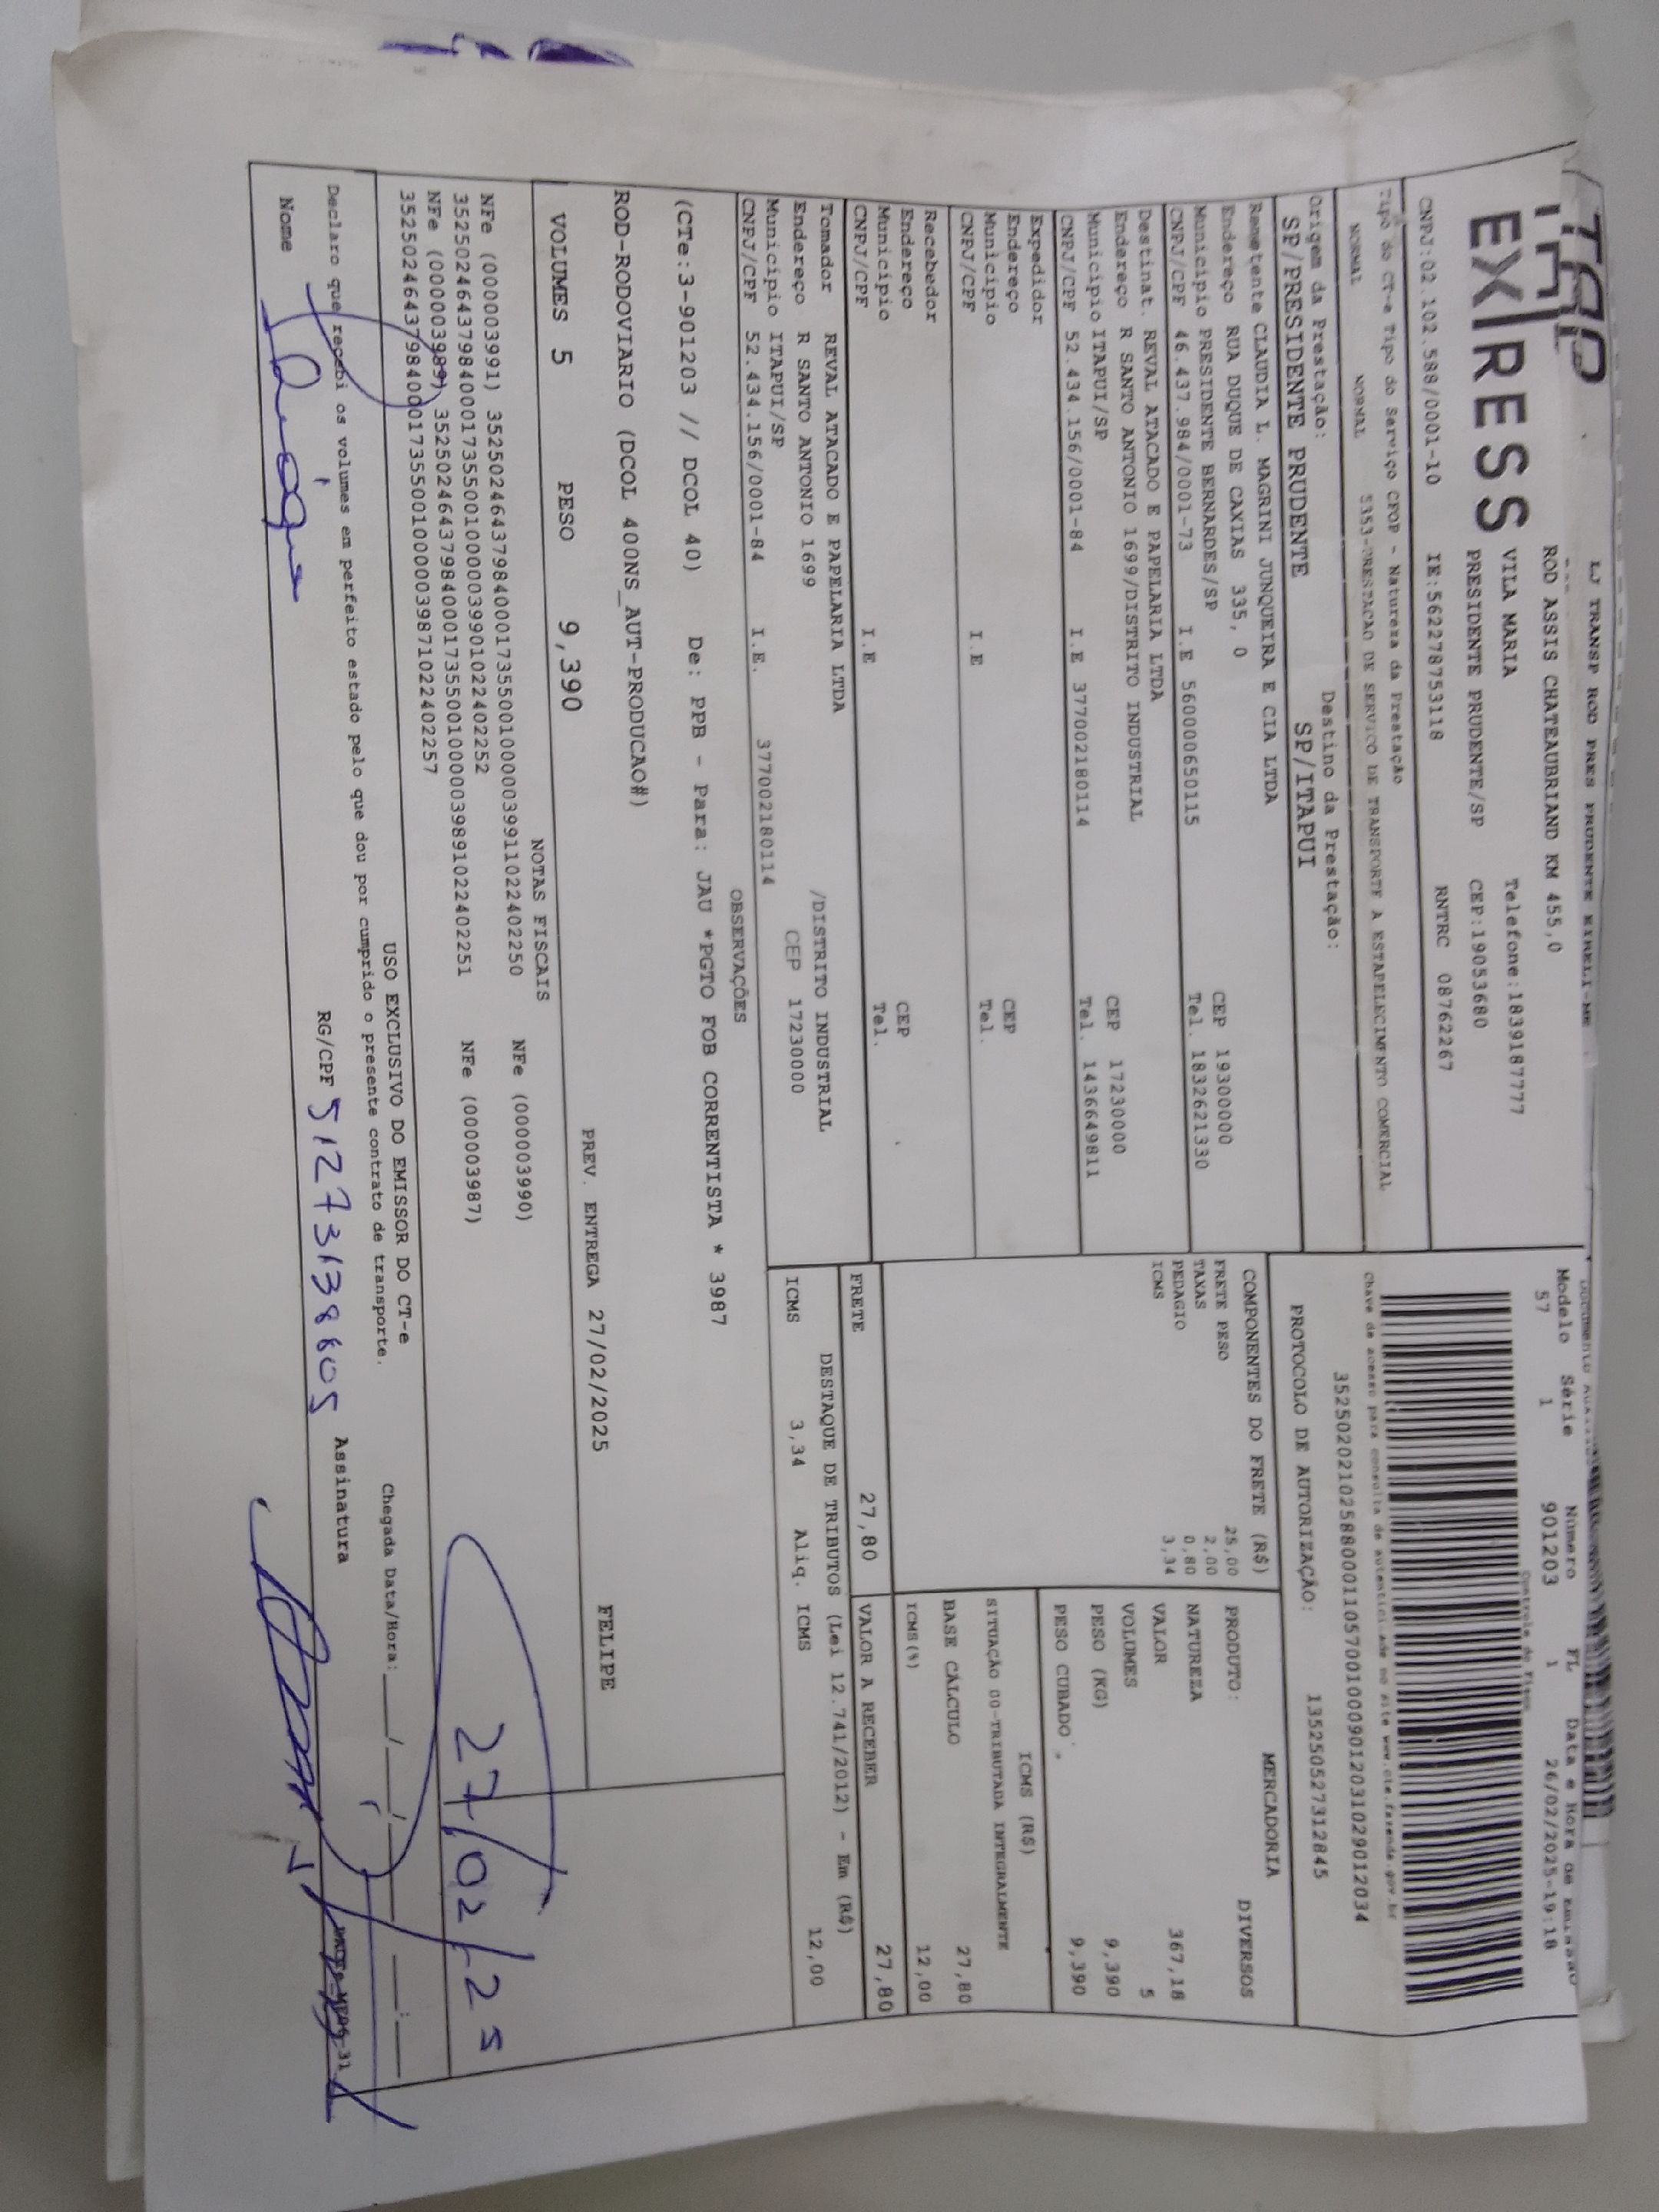 LJ TRANSP ROD PRES PRUDENTE EIRELI-ME
EXPRESS
ROD ASSIS CHATEAUBRIAND KM 455,0
VILA MARIA Telefone:1839187777
PRESIDENTE PRUDENTE/SP CEP:19053680
CNPJ:02.102.588/0001-10 IE:562278753118 RNTRC 08762267
Modelo Série Número FL Data e Hora de Emissão
57 1 901203 1 26/02/2025-19:18
Controle do Fisco
Tipo do CT-e Tipo do Serviço CFOP - Natureza da Prestação
NORMAL NORMAL 5353-PRESTACAO DE SERVICO DE TRANSPORTE A ESTABELECIMENTO COMERCIAL
Chave de acesso para consulta de autenticidade no site www.cte.fazenda.gov.br
35250202102588000110570010009012031029012034
Origem da Prestação: Destino da Prestação:
SP/PRESIDENTE PRUDENTE SP/ITAPUI
PROTOCOLO DE AUTORIZAÇÃO: 135250527312845
Remetente CLAUDIA L. MAGRINI JUNQUEIRA E CIA LTDA
Endereço RUA DUQUE DE CAXIAS 335, 0 CEP 19300000
Municipio PRESIDENTE BERNARDES/SP Tel. 1832621330
CNPJ/CPF 46.437.984/0001-73 I.E 560000650115
Destinat. REVAL ATACADO E PAPELARIA LTDA
Endereço R SANTO ANTONIO 1699/DISTRITO INDUSTRIAL CEP 17230000
Municipio ITAPUI/SP Tel. 1436649811
CNPJ/CPF 52.434.156/0001-84 I.E 377002180114
Expedidor
Endereço CEP
Municipio Tel.
CNPJ/CPF I.E
Recebedor
Endereço CEP
Municipio Tel.
CNPJ/CPF I.E
Tomador REVAL ATACADO E PAPELARIA LTDA
Endereço R SANTO ANTONIO 1699 /DISTRITO INDUSTRIAL
Municipio ITAPUI/SP CEP 17230000
CNPJ/CPF 52.434.156/0001-84 I.E. 377002180114
COMPONENTES DO FRETE (R$)
FRETE PESO 25,00
TAXAS 2,00
PEDAGIO 0,80
ICMS 3,34
MERCADORIA
PRODUTO: DIVERSOS
NATUREZA
VALOR 367,18
VOLUMES 5
PESO (KG) 9,390
PESO CUBADO 9,390
ICMS (R$)
SITUAÇÃO 00-TRIBUTADA INTEGRALMENTE
BASE CÁLCULO 27,80
ICMS(%) 12,00
FRETE 27,80 VALOR A RECEBER 27,80
DESTAQUE DE TRIBUTOS (Lei 12.741/2012) - Em (R$)
ICMS 3,34 Aliq. ICMS 12,00
OBSERVAÇÕES
(CTe:3-901203 // DCOL 40) De: PPB - Para: JAU *PGTO FOB CORRENTISTA * 3987
ROD-RODOVIARIO (DCOL 400NS_AUT-PRODUCAO#)
VOLUMES 5 PESO 9,390 PREV. ENTREGA 27/02/2025 FELIPE
NOTAS FISCAIS
NFe (000003991) 35250246437984000173550010000039911022402250 NFe (000003990)
35250246437984000173550010000039901022402252
NFe (000003989) 35250246437984000173550010000039891022402251 NFe (000003987)
35250246437984000173550010000039871022402257
27/02/25
USO EXCLUSIVO DO EMISSOR DO CT-e
Declaro que recebi os volumes em perfeito estado pelo que dou por cumprido o presente contrato de transporte.
Chegada Data/Hora:___/___/___ ___:___
Nome RG/CPF 51273138605 Assinatura